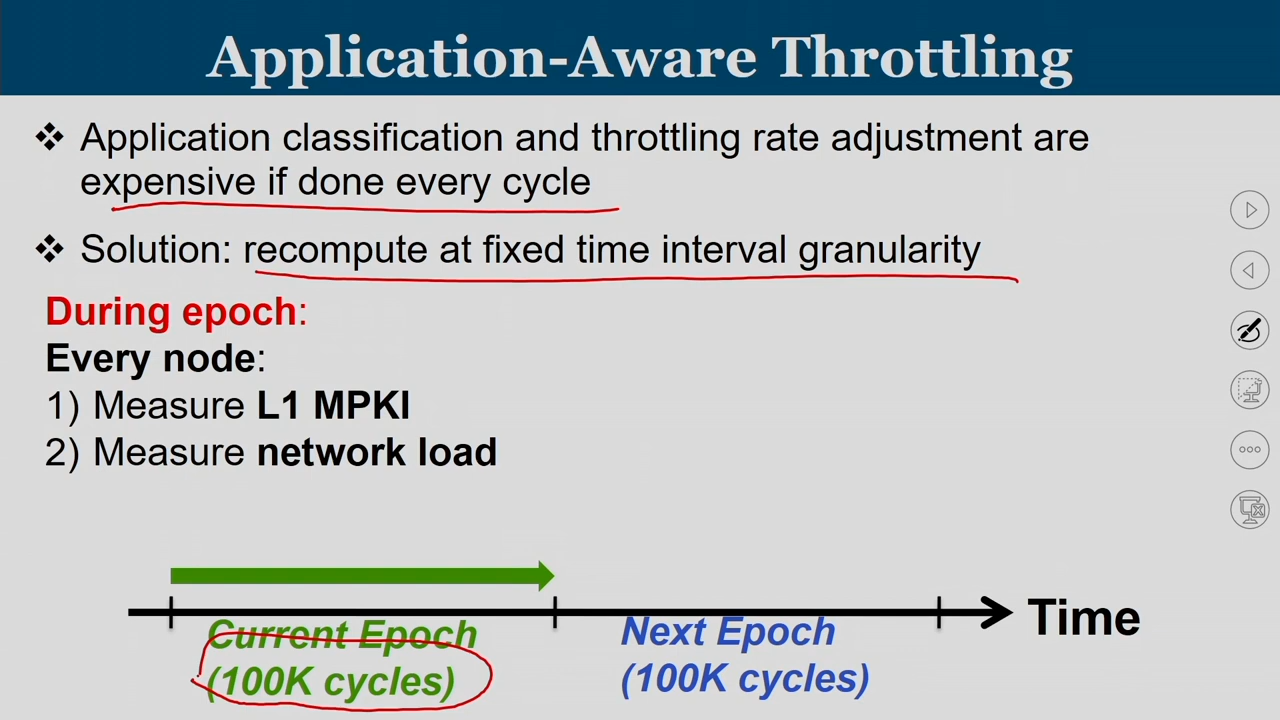 Application-Aware Throttling
❖ Application classification and throttling rate adjustment are
expensive if done every cycle
❖ Solution: recompute at fixed time interval granularity
During epoch:
Every node:
1) Measure L1 MPKI
2) Measure network load
Time
Current Epoch
(100K cycles)
Next Epoch
(100K cycles)